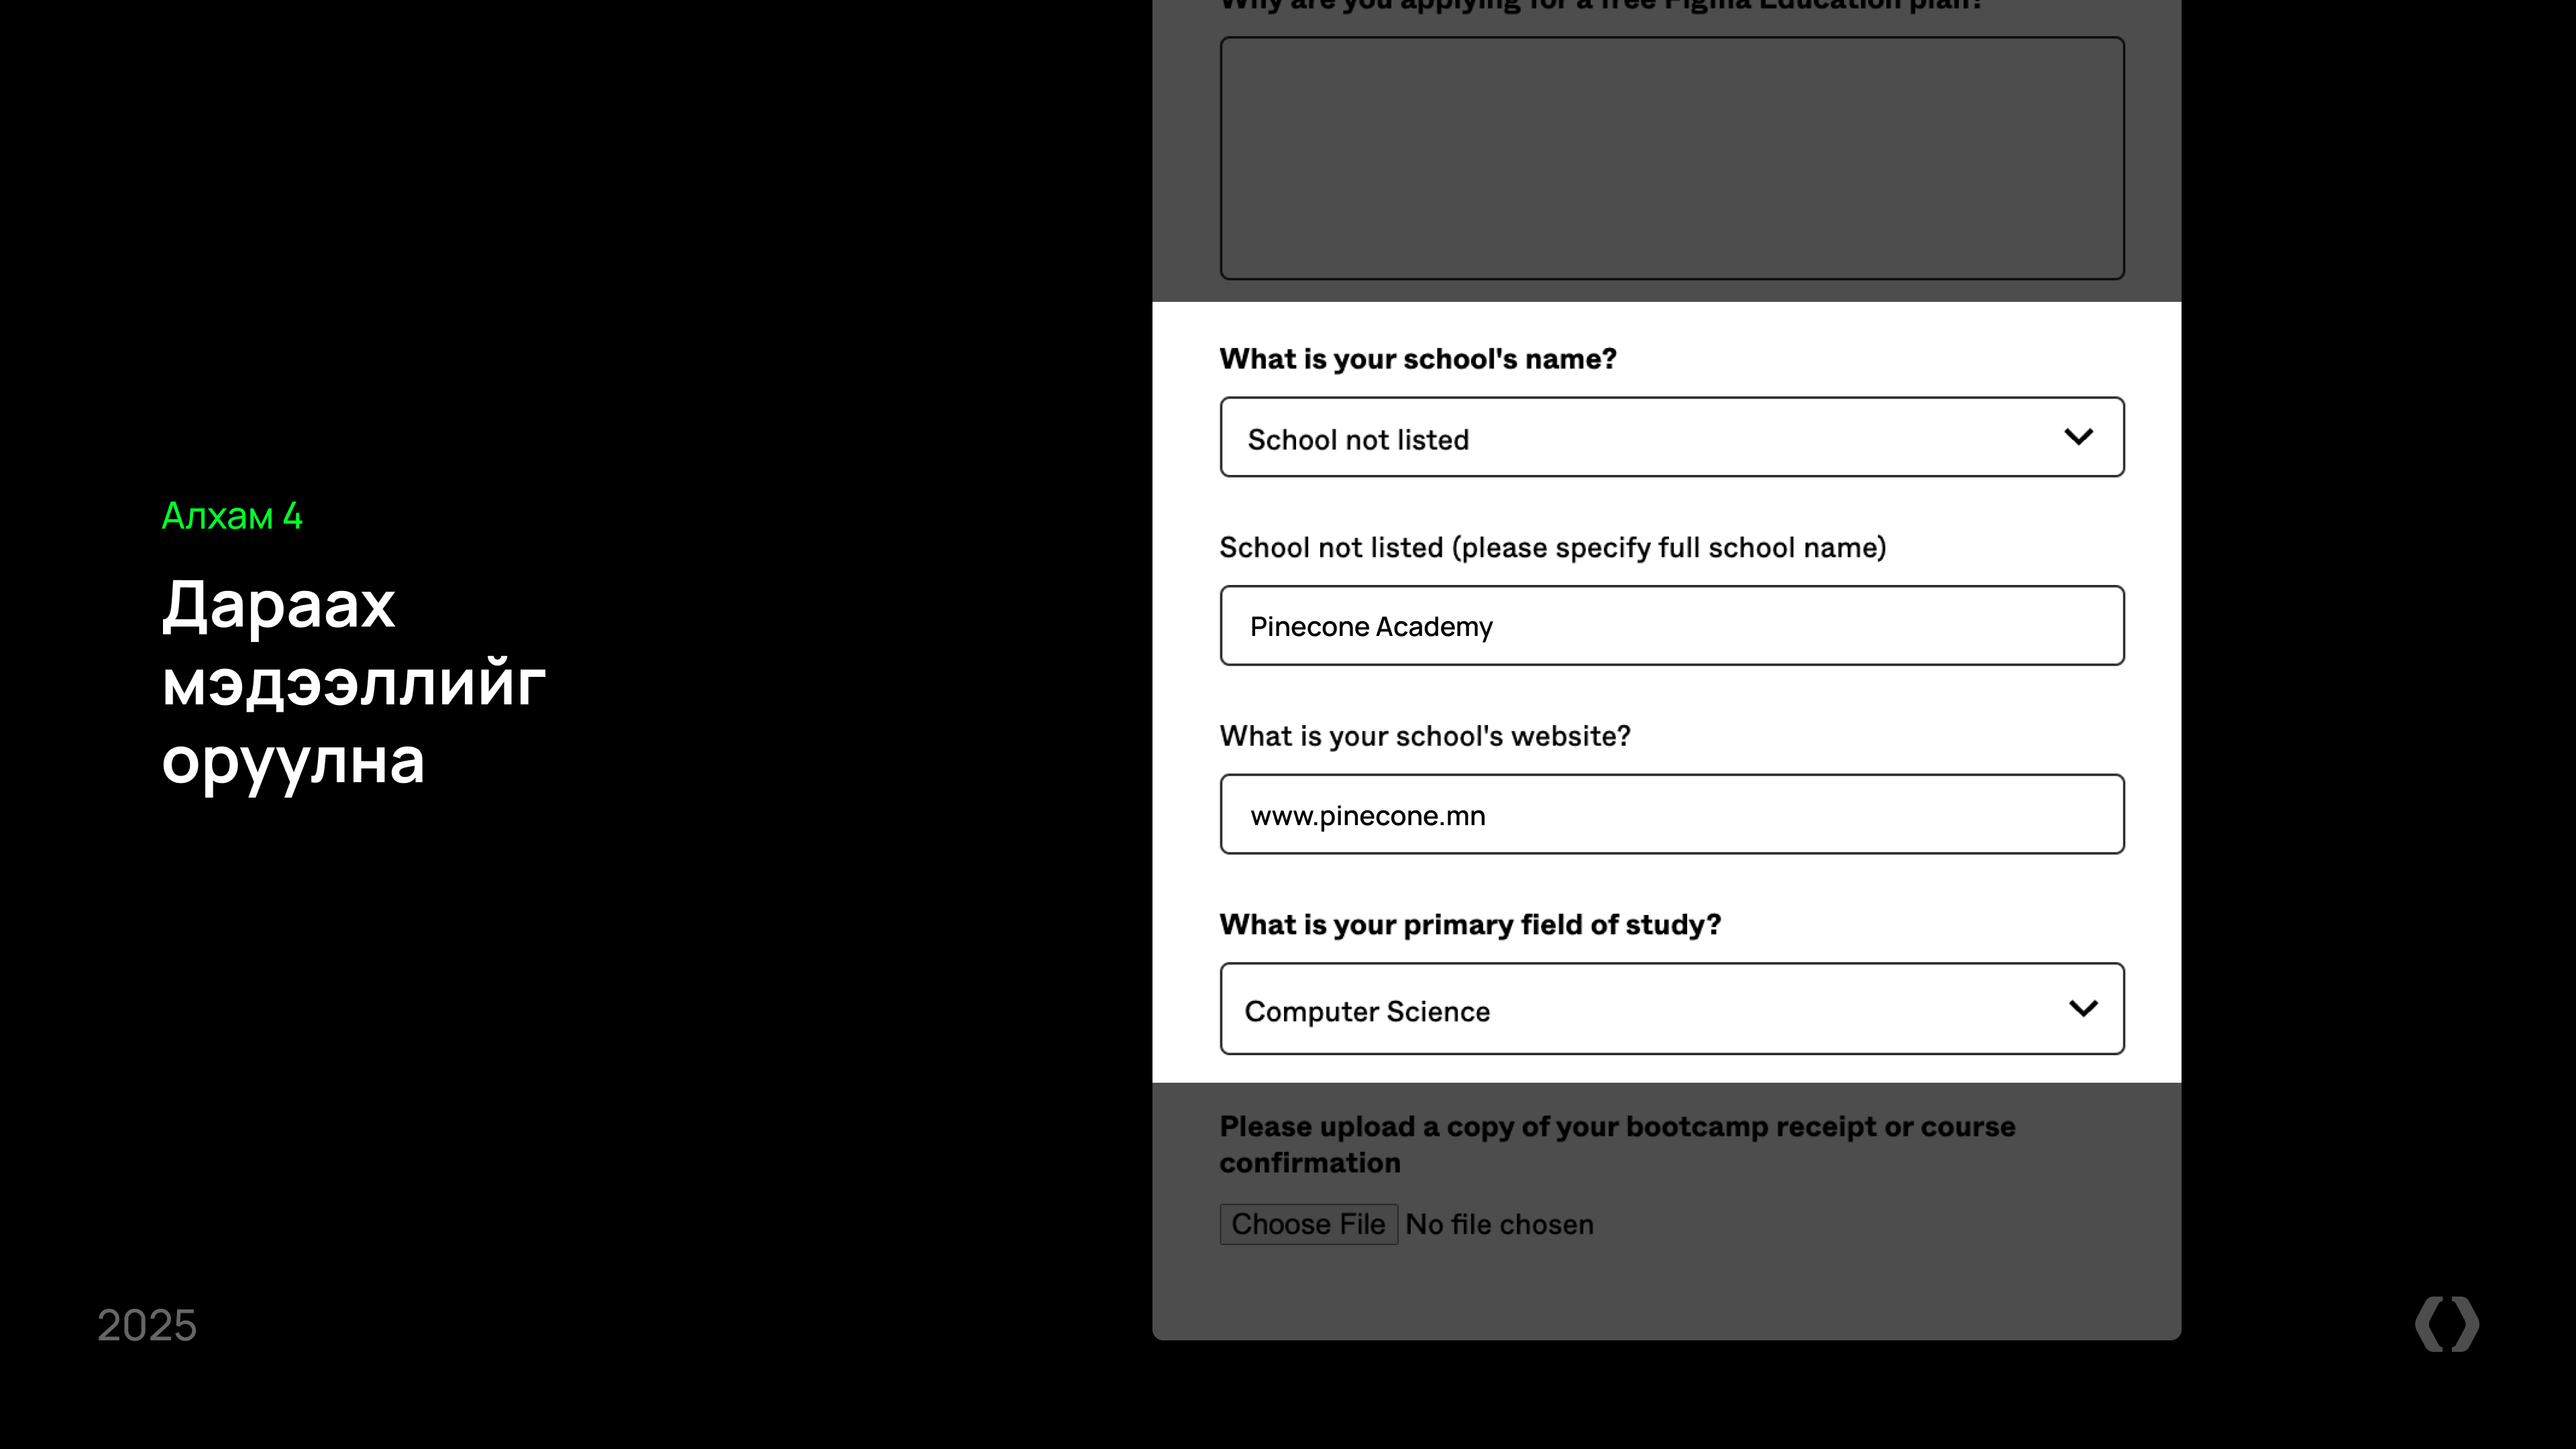 Алхам 4
Дараах
мэдээллийг
оруулна
2025
Why are you applying for a free Figma Education plan?
What is your school's name?
School not listed
School not listed (please specify full school name)
Pinecone Academy
What is your school's website?
www.pinecone.mn
What is your primary field of study?
Computer Science
Please upload a copy of your bootcamp receipt or course
confirmation
Choose File No file chosen